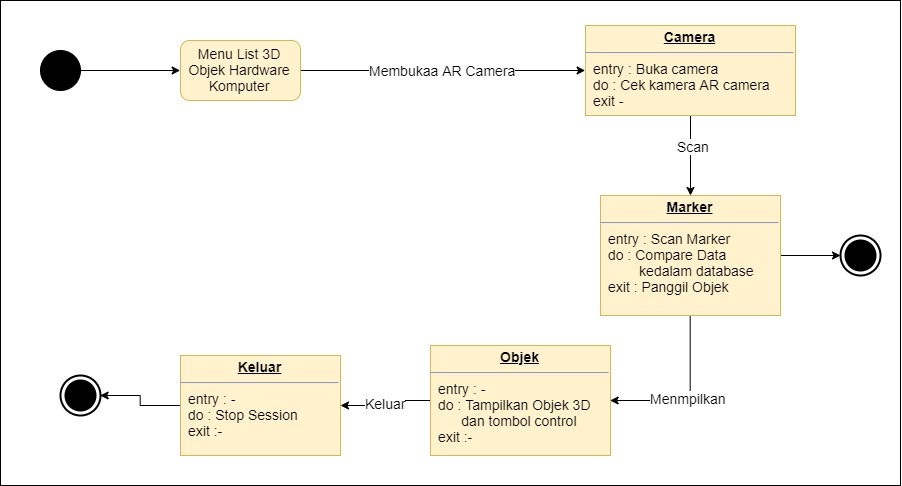 Menu List 3D
Objek Hardware
Komputer
Membukaa AR Camera
Camera
entry : Buka camera
do : Cek kamera AR camera
exit -
Scan
Marker
entry : Scan Marker
do : Compare Data
kedalam database
exit : Panggil Objek
Menmpilkan
Objek
entry : -
do : Tampilkan Objek 3D
dan tombol control
exit :-
Keluar
Keluar
entry : -
do : Stop Session
exit :-